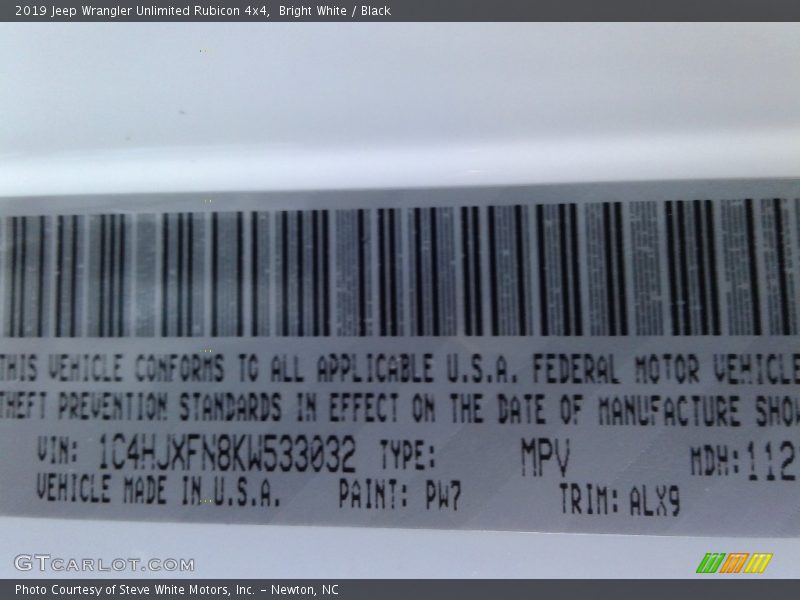 2019 Jeep Wrangler Unlimited Rubicon 4x4, Bright White / Black
THIS VEHICLE CONFORMS TO ALL APPLICABLE U.S.A. FEDERAL MOTOR VEHICLE
THEFT PREVENTION STANDARDS IN EFFECT ON THE DATE OF MANUFACTURE SHOW
VIN: 1C4HJXFN8KW533032 TYPE: MPV MDH: 112
VEHICLE MADE IN U.S.A. PAINT: PW7 TRIM: ALX9
GTCARLOT.COM
Photo Courtesy of Steve White Motors, Inc. – Newton, NC